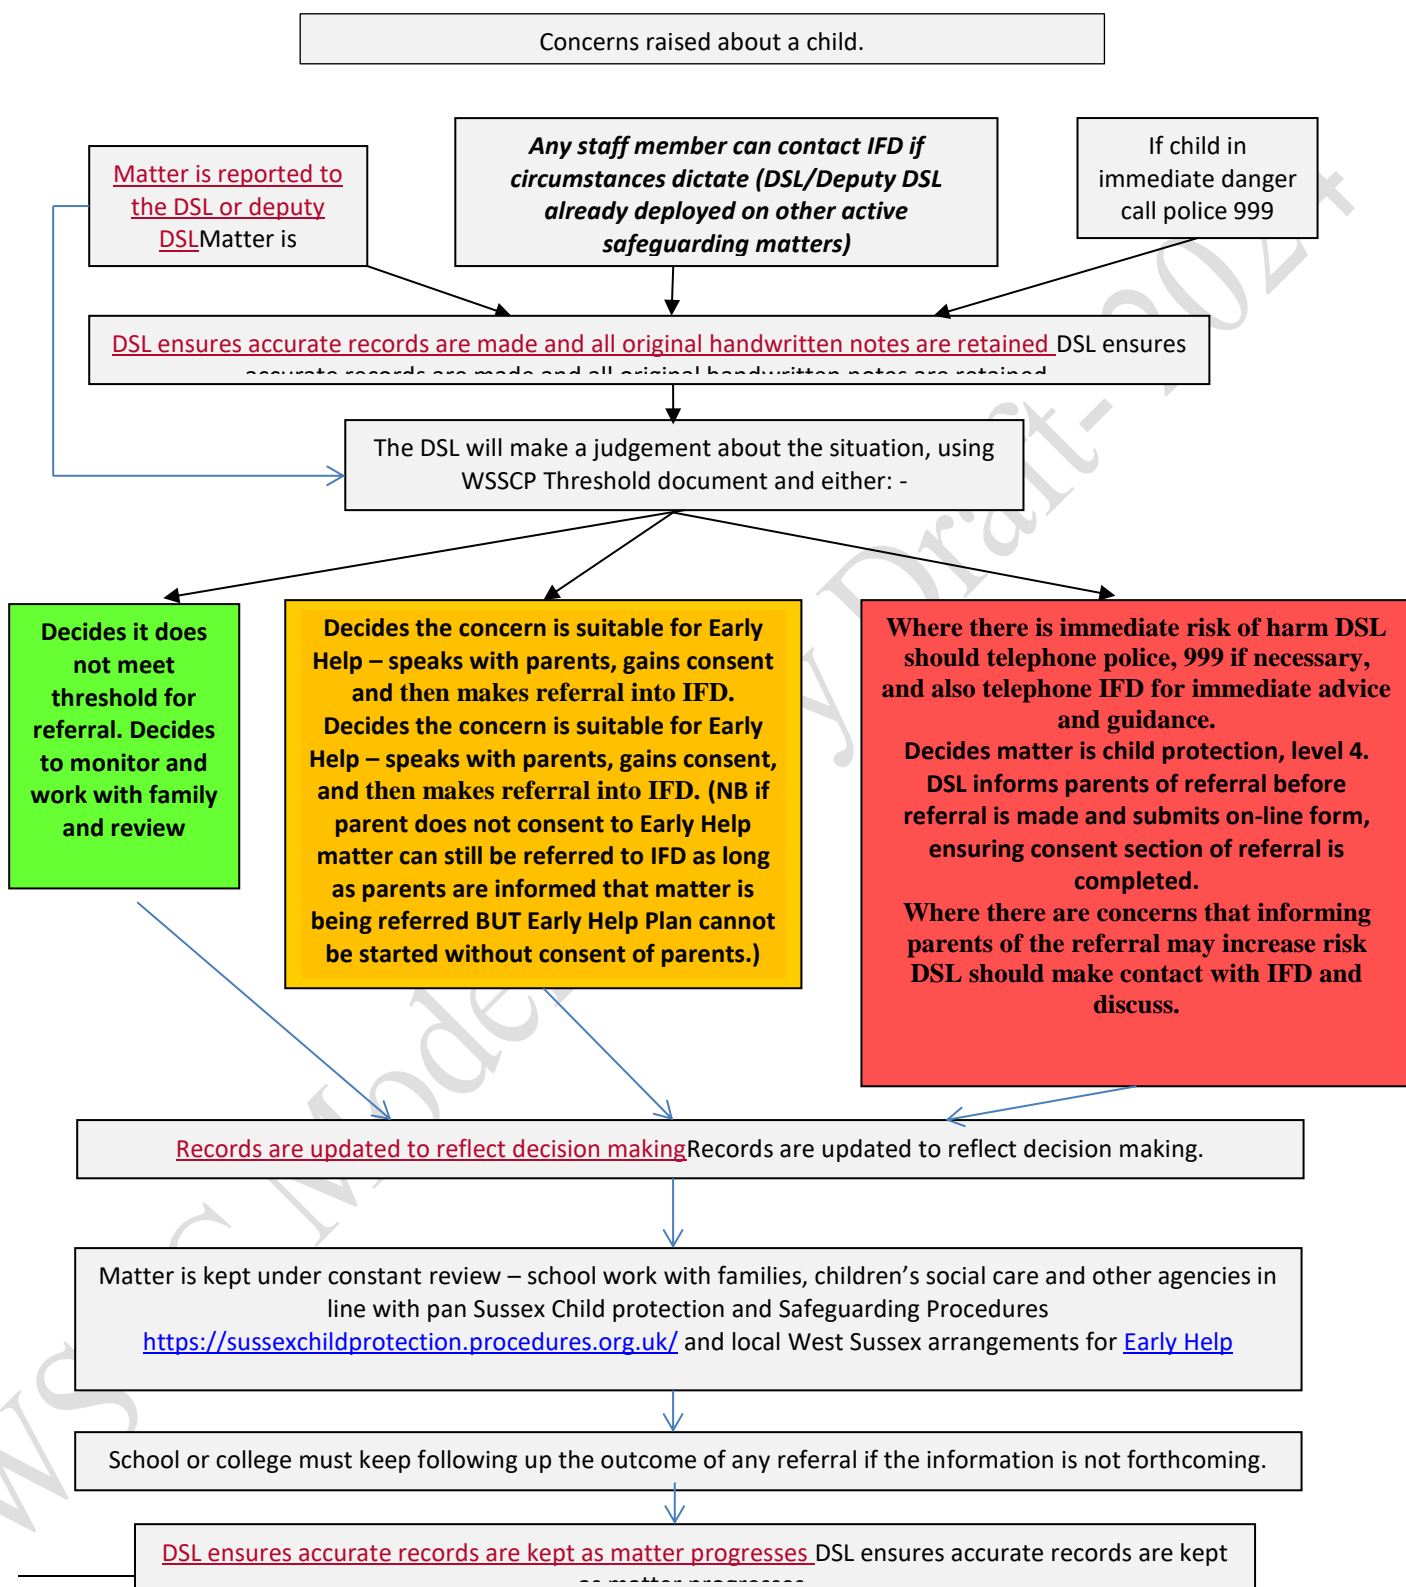 Concerns raised about a child.
Matter is reported to
the DSL or deputy
DSLMatter is
Any staff member can contact IFD if
circumstances dictate (DSL/Deputy DSL
already deployed on other active
safeguarding matters)
If child in
immediate danger
call police 999
DSL ensures accurate records are made and all original handwritten notes are retained DSL ensures
accurate records are made and all original handwritten notes are retained
The DSL will make a judgement about the situation, using
WSSCP Threshold document and either: -
Decides it does
not meet
threshold for
referral. Decides
to monitor and
work with family
and review
Decides the concern is suitable for Early
Help – speaks with parents, gains consent
and then makes referral into IFD.
Decides the concern is suitable for Early
Help – speaks with parents, gains consent,
and then makes referral into IFD. (NB if
parent does not consent to Early Help
matter can still be referred to IFD as long
as parents are informed that matter is
being referred BUT Early Help Plan cannot
be started without consent of parents.)
Where there is immediate risk of harm DSL
should telephone police, 999 if necessary,
and also telephone IFD for immediate advice
and guidance.
Decides matter is child protection, level 4.
DSL informs parents of referral before
referral is made and submits on-line form,
ensuring consent section of referral is
completed.
Where there are concerns that informing
parents of the referral may increase risk
DSL should make contact with IFD and
discuss.
Records are updated to reflect decision makingRecords are updated to reflect decision making.
Matter is kept under constant review – school work with families, children's social care and other agencies in
line with pan Sussex Child protection and Safeguarding Procedures
https://sussexchildprotection.procedures.org.uk/ and local West Sussex arrangements for Early Help
School or college must keep following up the outcome of any referral if the information is not forthcoming.
DSL ensures accurate records are kept as matter progresses DSL ensures accurate records are kept
as matter progresses